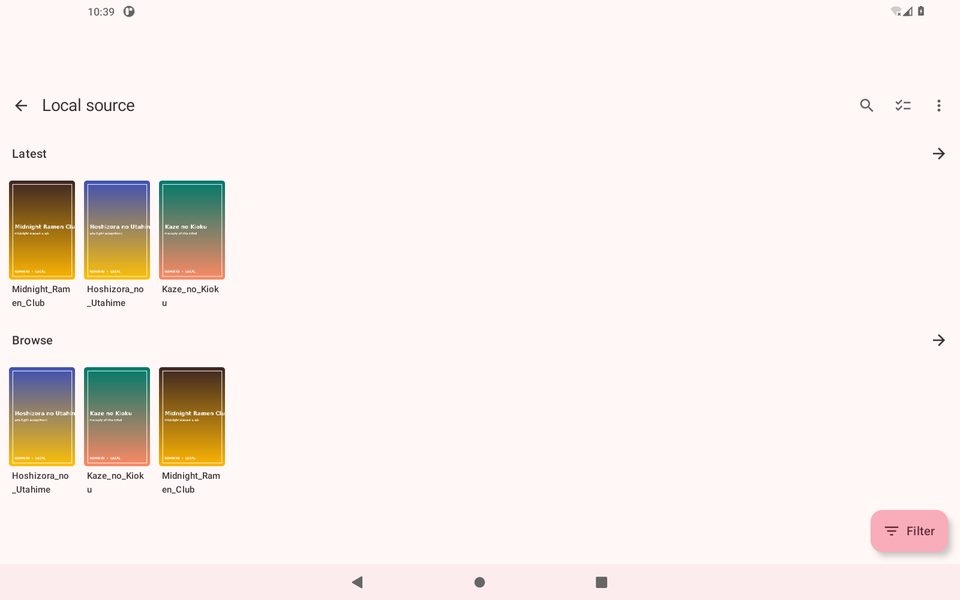 10:39
Local source
Latest
Midnight Ramen Clu
Hoshizora no Utahim
Kaze no Kioku
Midnight_Ram
en_Club
Hoshizora_no
_Utahime
Kaze_no_Kiok
u
Browse
Hoshizora no Utahim
Kaze no Kioku
Midnight Ramen Clu
Hoshizora_no
_Utahime
Kaze_no_Kiok
u
Midnight_Ram
en_Club
Filter